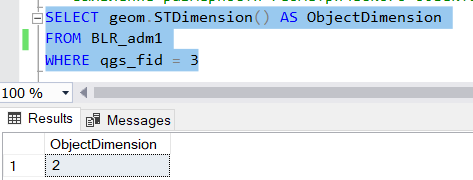 SELECT geom.STDimension() AS ObjectDimension
FROM BLR_adm1
WHERE qgs_fid = 3
100 %
Results Messages
ObjectDimension
1 2